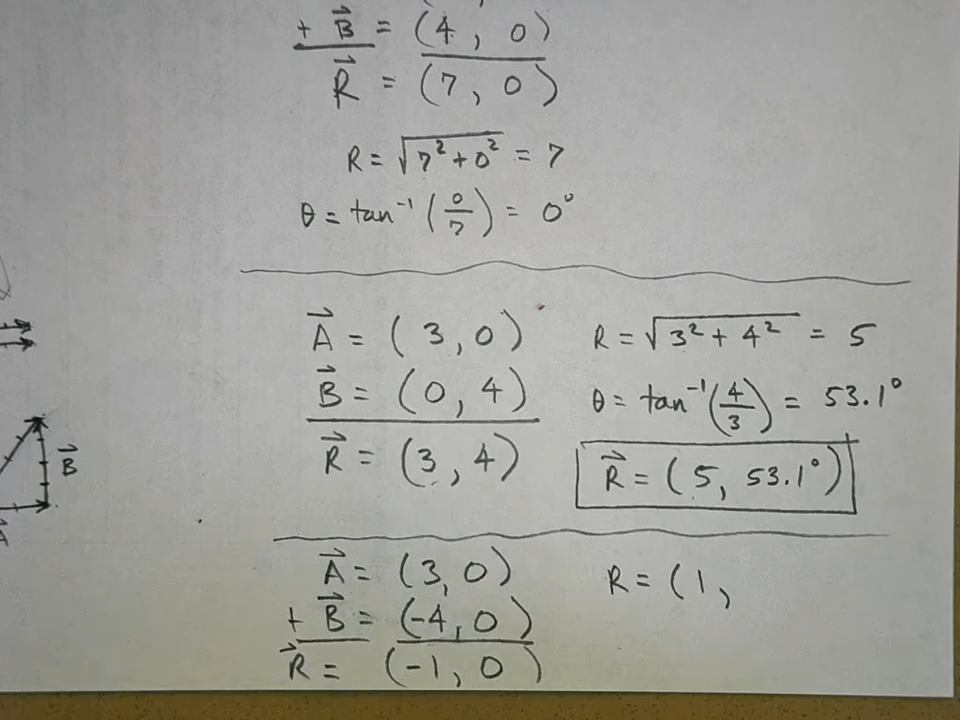 + B⃗ = (4, 0)
R⃗ = (7, 0)
R = √(7² + 0²) = 7
θ = tan⁻¹(0/7) = 0°
A⃗ = (3, 0)
B⃗ = (0, 4)
R⃗ = (3, 4)
R = √(3² + 4²) = 5
θ = tan⁻¹(4/3) = 53.1°
R⃗ = (5, 53.1°)
B⃗
A
A⃗ = (3, 0)
+ B⃗ = (-4, 0)
R⃗ = (-1, 0)
R = (1,